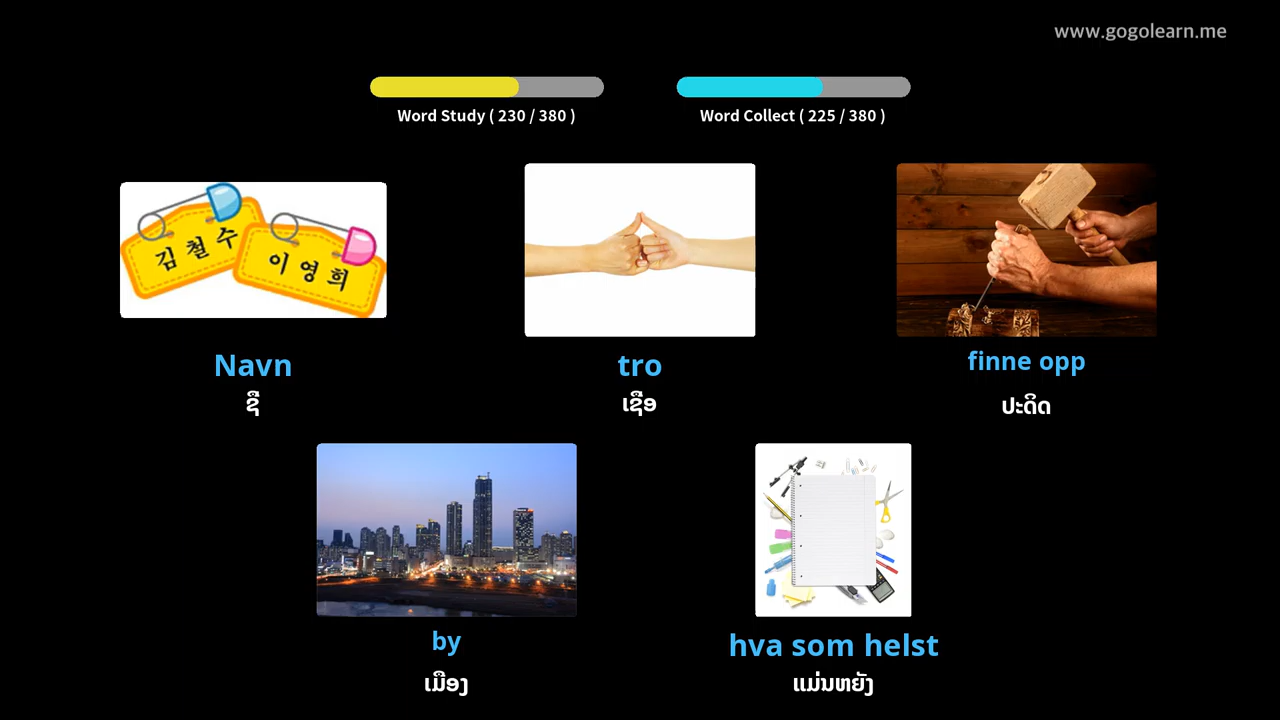 www.gogolearn.me
Word Study ( 230 / 380 )
Word Collect ( 225 / 380 )
김철수
이영희
Navn
ຊື່
tro
ເຊື່ອ
finne opp
ປະດິດ
by
ເມືອງ
hva som helst
ແມ່ນຫຍັງ